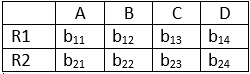 A B C D
R1 b₁₁ b₁₂ b₁₃ b₁₄
R2 b₂₁ b₂₂ b₂₃ b₂₄